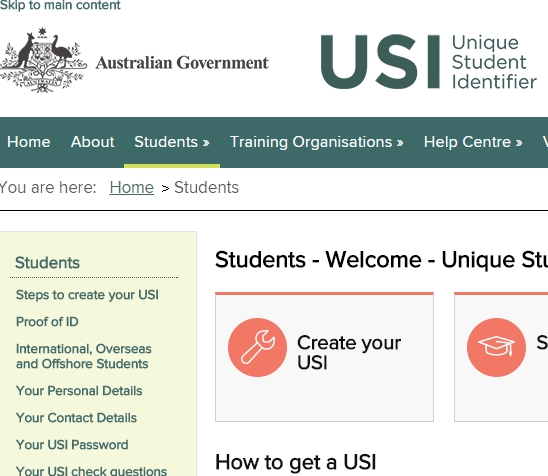 Skip to main content
Australian Government
USI Unique
Student
Identifier
Home About Students » Training Organisations » Help Centre »
You are here: Home > Students
Students
Steps to create your USI
Proof of ID
International, Overseas
and Offshore Students
Your Personal Details
Your Contact Details
Your USI Password
Your USI check questions
Students - Welcome - Unique Stu
Create your
USI
S
How to get a USI